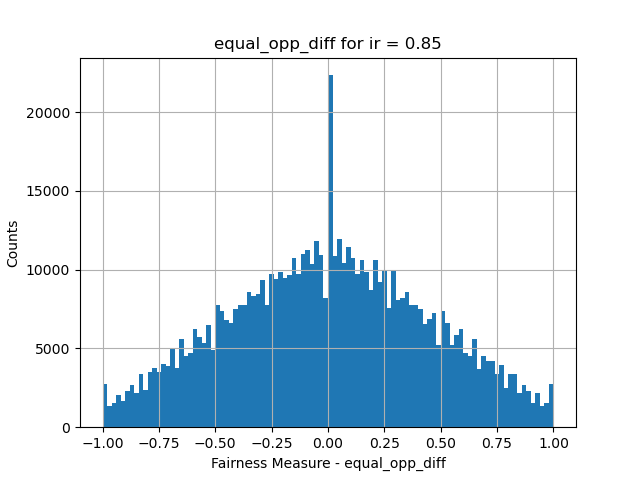 equal_opp_diff for ir = 0.85
Counts
20000
15000
10000
5000
0
−1.00 −0.75 −0.50 −0.25 0.00 0.25 0.50 0.75 1.00
Fairness Measure - equal_opp_diff